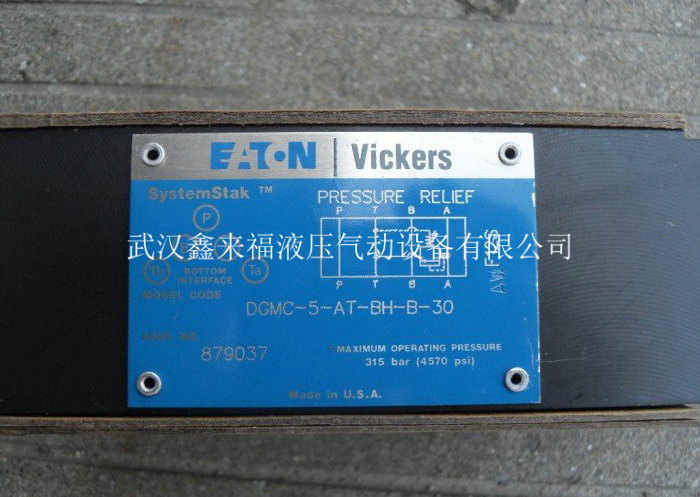 EATON Vickers
SystemStak ™
PRESSURE RELIEF
P T B A
P
武汉鑫来福液压气动设备有限公司
Tb BOTTOM INTERFACE Ta
P T B A
MODEL CODE
DGMC-5-AT-BH-B-30
ASSY. NO.
879037
MAXIMUM OPERATING PRESSURE
315 bar (4570 psi)
Made in U.S.A.